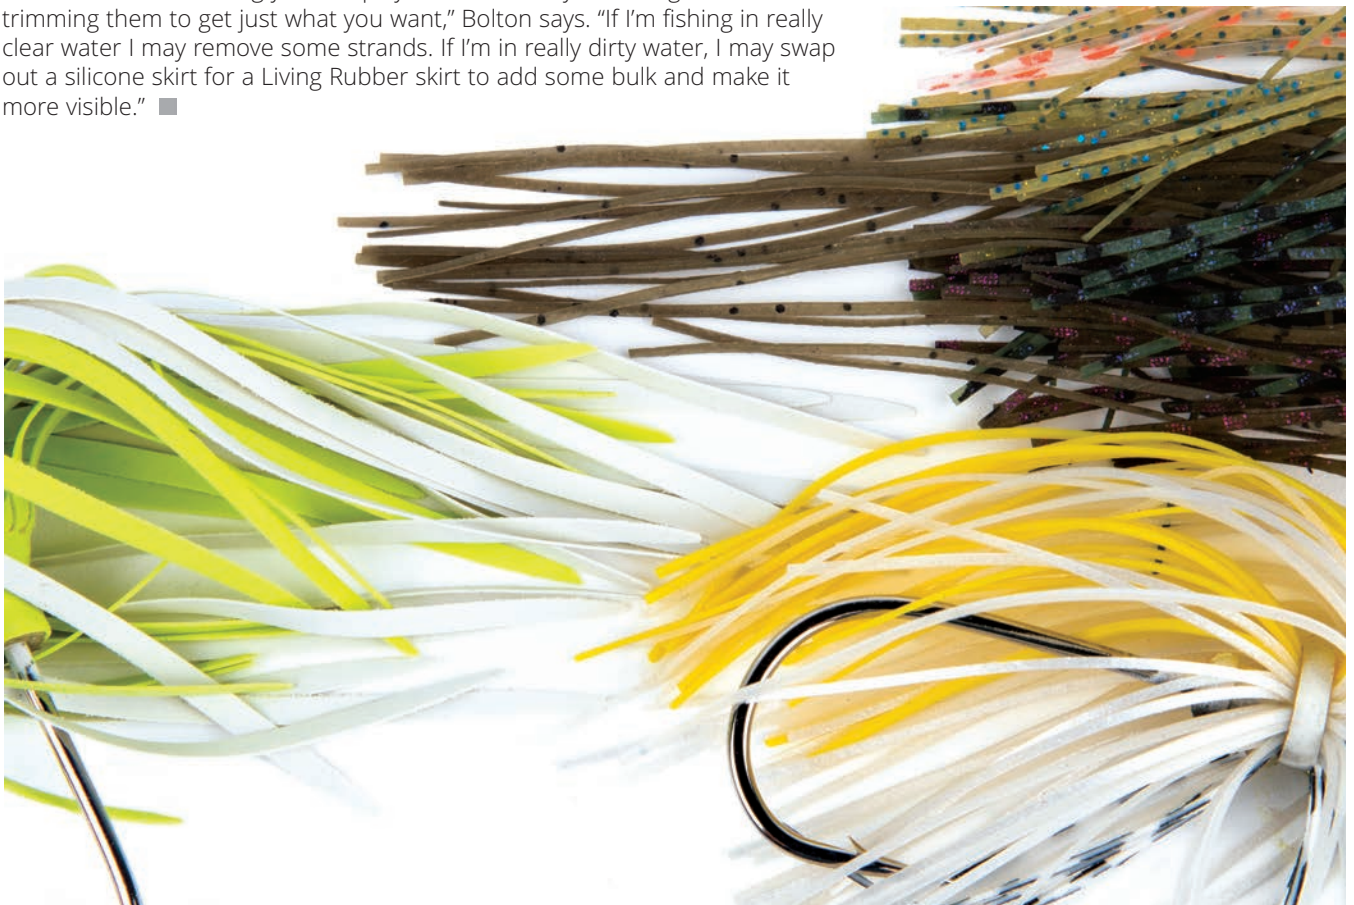 trimming them to get just what you want,” Bolton says. “If I’m fishing in really
clear water I may remove some strands. If I’m in really dirty water, I may swap
out a silicone skirt for a Living Rubber skirt to add some bulk and make it
more visible.”